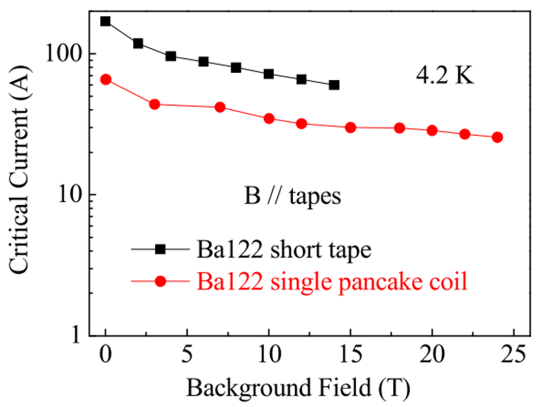 100
10
1
Critical Current (A)
4.2 K
B // tapes
Ba122 short tape
Ba122 single pancake coil
0 5 10 15 20 25
Background Field (T)